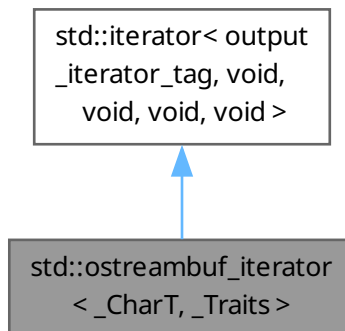 std::iterator< output
_iterator_tag, void,
void, void, void >
std::ostreambuf_iterator
< _CharT, _Traits >